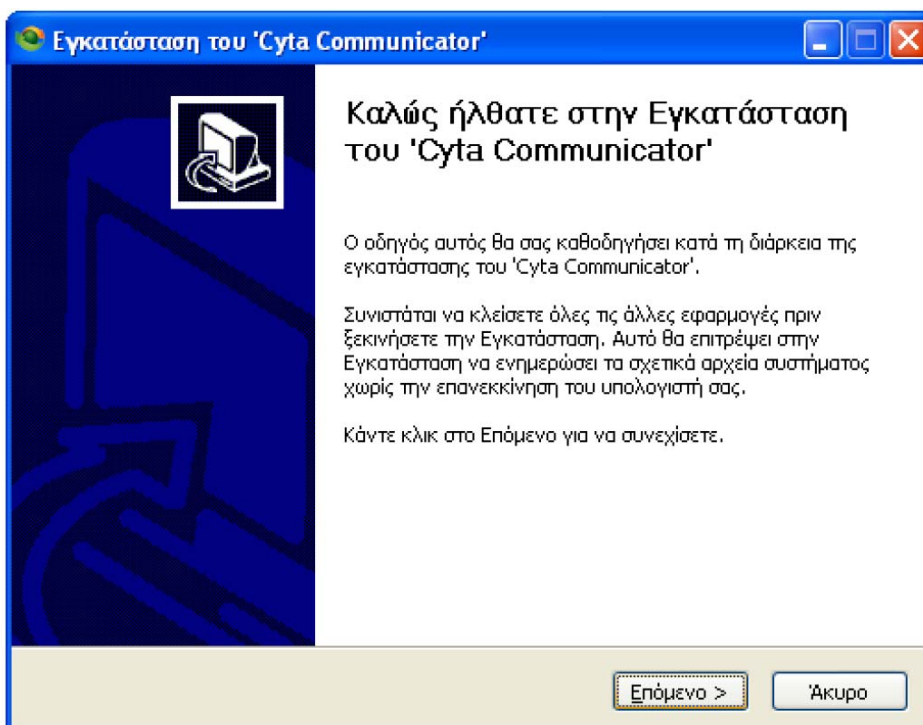 Εγκατάσταση του 'Cyta Communicator'
Καλώς ήλθατε στην Εγκατάσταση
του 'Cyta Communicator'
Ο οδηγός αυτός θα σας καθοδηγήσει κατά τη διάρκεια της
εγκατάστασης του 'Cyta Communicator'.
Συνιστάται να κλείσετε όλες τις άλλες εφαρμογές πριν
ξεκινήσετε την Εγκατάσταση. Αυτό θα επιτρέψει στην
Εγκατάσταση να ενημερώσει τα σχετικά αρχεία συστήματος
χωρίς την επανεκκίνηση του υπολογιστή σας.
Κάντε κλικ στο Επόμενο για να συνεχίσετε.
Επόμενο >
Άκυρο